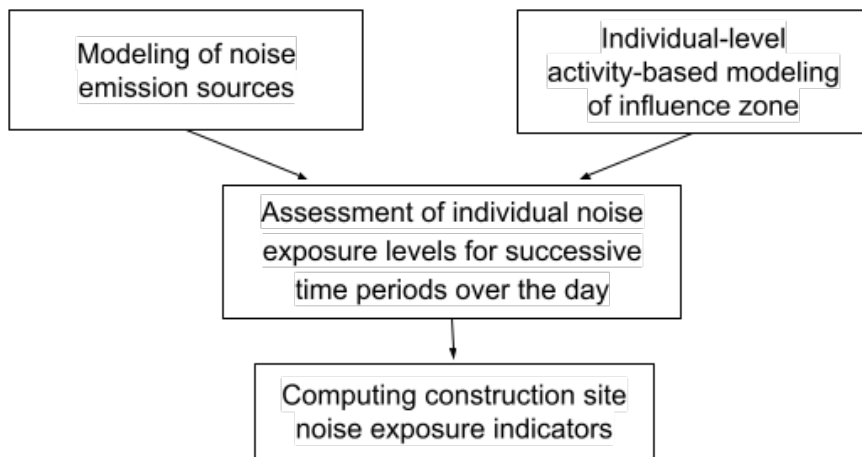 Modeling of noise
emission sources
Individual-level
activity-based modeling
of influence zone
Assessment of individual noise
exposure levels for successive
time periods over the day
Computing construction site
noise exposure indicators